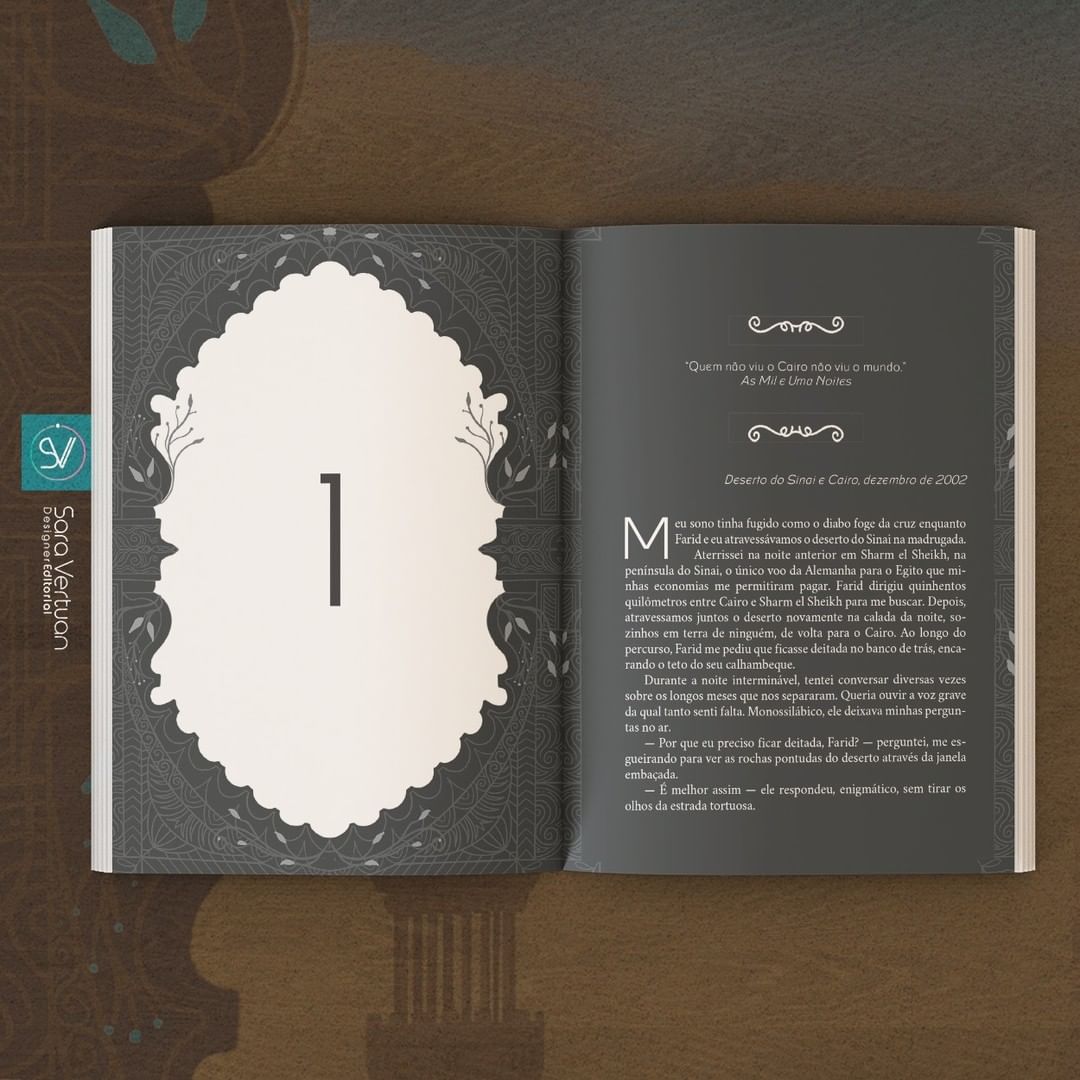 SV
Sara Vertuan
Designer Editorial
1
“Quem não viu o Cairo não viu o mundo.”
As Mil e Uma Noites
Deserto do Sinai e Cairo, dezembro de 2002
Meu sono tinha fugido como o diabo foge da cruz enquanto
Farid e eu atravessávamos o deserto do Sinai na madrugada.
Aterrissei na noite anterior em Sharm el Sheikh, na
península do Sinai, o único voo da Alemanha para o Egito que mi-
nhas economias me permitiram pagar. Farid dirigiu quinhentos
quilômetros entre Cairo e Sharm el Sheikh para me buscar. Depois,
atravessamos juntos o deserto novamente na calada da noite, so-
zinhos em terra de ninguém, de volta para o Cairo. Ao longo do
percurso, Farid me pediu que ficasse deitada no banco de trás, enca-
rando o teto do seu calhambeque.
Durante a noite interminável, tentei conversar diversas vezes
sobre os longos meses que nos separaram. Queria ouvir a voz grave
da qual tanto senti falta. Monossilábico, ele deixava minhas pergun-
tas no ar.
— Por que eu preciso ficar deitada, Farid? — perguntei, me es-
gueirando para ver as rochas pontudas do deserto através da janela
embaçada.
— É melhor assim — ele respondeu, enigmático, sem tirar os
olhos da estrada tortuosa.